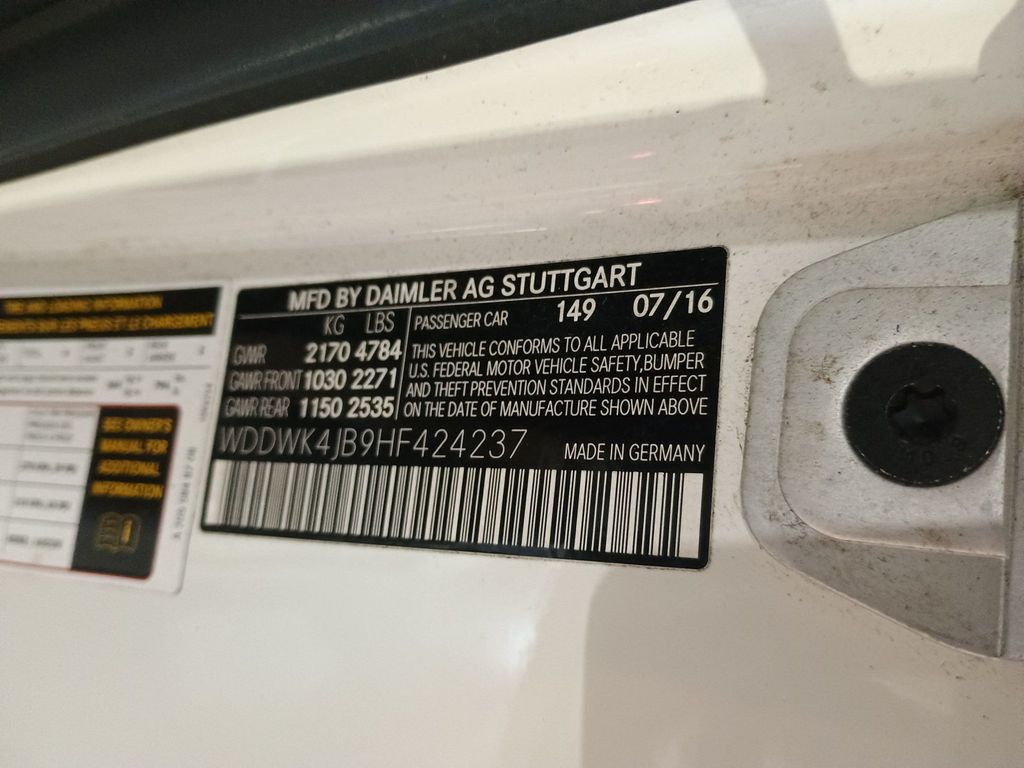 MFD BY DAIMLER AG STUTTGART
KG LBS
GVWR 2170 4784
GAWR FRONT 1030 2271
GAWR REAR 1150 2535
PASSENGER CAR 149 07/16
THIS VEHICLE CONFORMS TO ALL APPLICABLE
U.S. FEDERAL MOTOR VEHICLE SAFETY,BUMPER
AND THEFT PREVENTION STANDARDS IN EFFECT
ON THE DATE OF MANUFACTURE SHOWN ABOVE
WDDWK4JB9HF424237 MADE IN GERMANY
SEE OWNER'S
MANUAL FOR
ADDITIONAL
INFORMATION